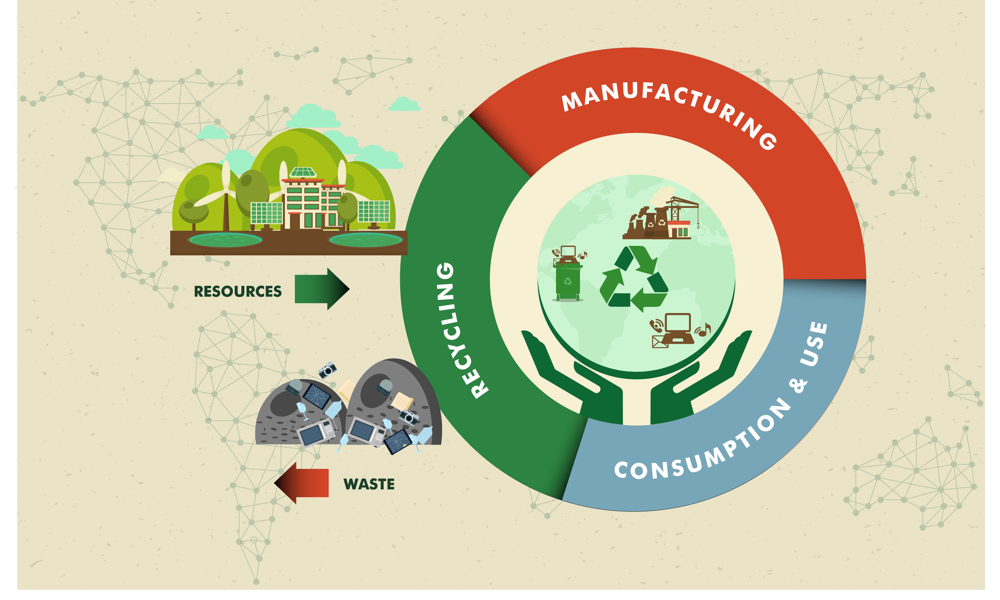 MANUFACTURING
RECYCLING
RESOURCES
CONSUMPTION & USE
WASTE